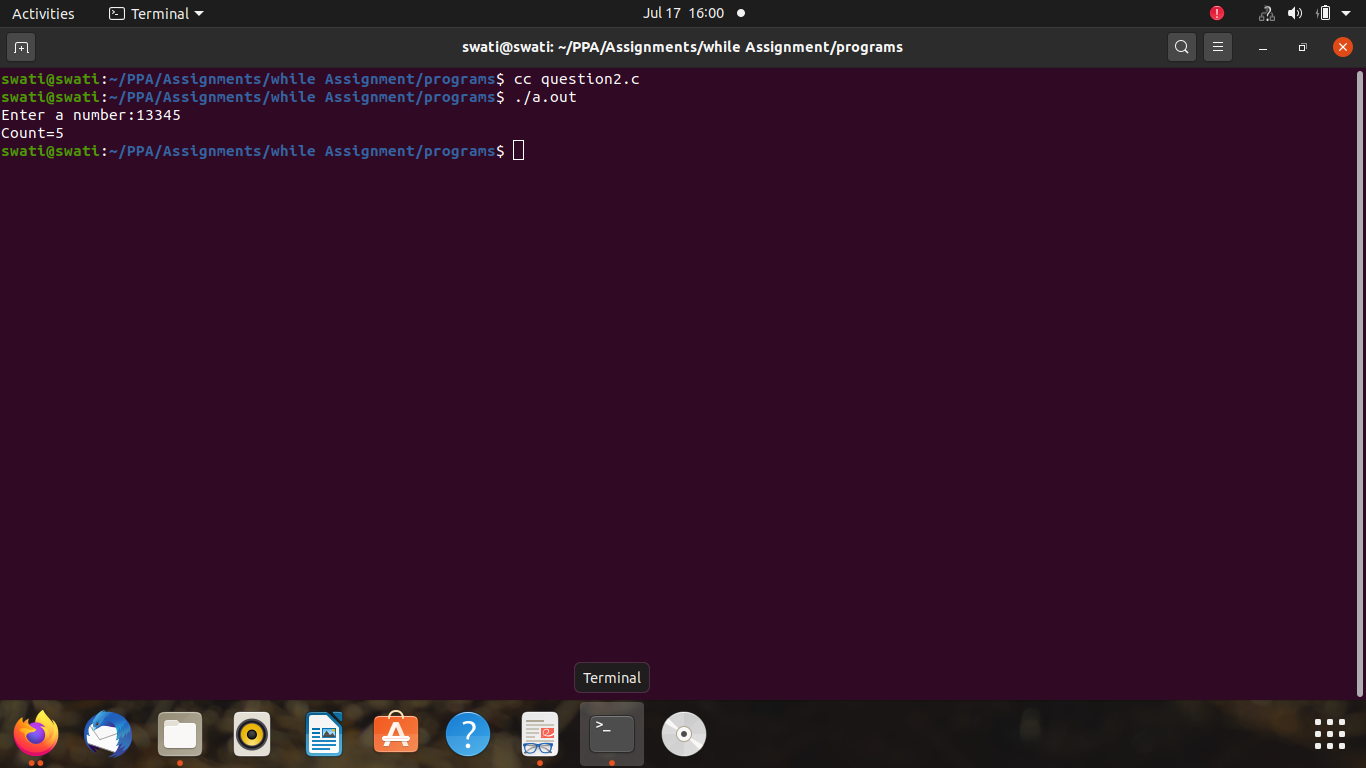 Activities Terminal Jul 17 16:00
swati@swati: ~/PPA/Assignments/while Assignment/programs
swati@swati:~/PPA/Assignments/while Assignment/programs$ cc question2.c
swati@swati:~/PPA/Assignments/while Assignment/programs$ ./a.out
Enter a number:13345
Count=5
swati@swati:~/PPA/Assignments/while Assignment/programs$
Terminal